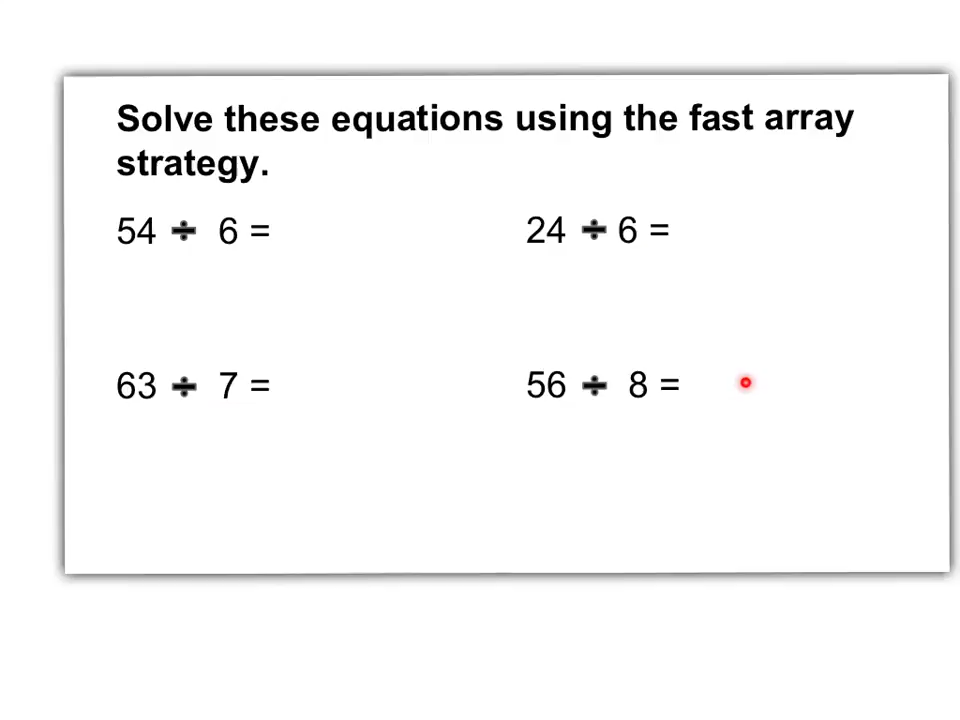 Solve these equations using the fast array
strategy.
54 ÷ 6 =
24 ÷ 6 =
63 ÷ 7 =
56 ÷ 8 =